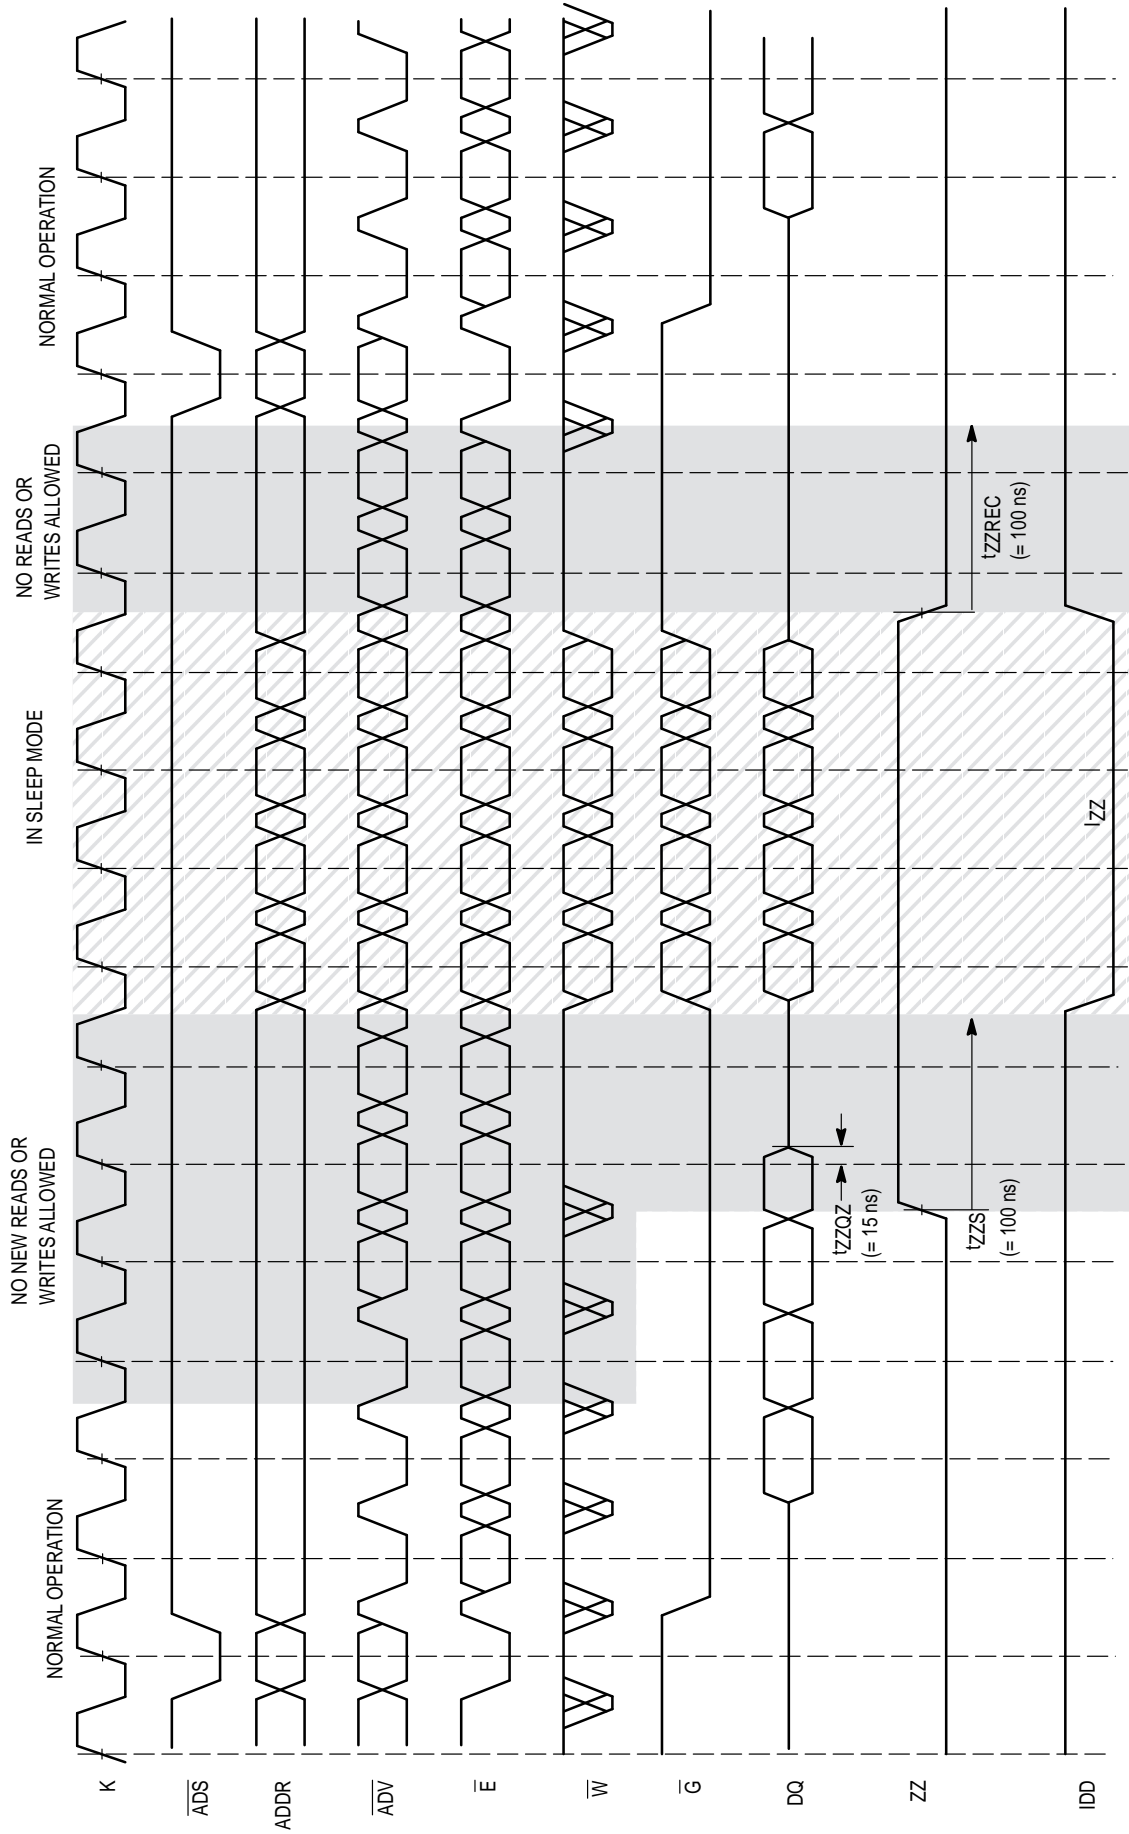 NORMAL OPERATION
NO NEW READS OR
WRITES ALLOWED
IN SLEEP MODE
NO READS OR
WRITES ALLOWED
NORMAL OPERATION
K
ADS
ADDR
ADV
E
W
G
DQ
tZZQZ
(= 15 ns)
ZZ
tZZS
(= 100 ns)
tZZREC
(= 100 ns)
IDD
IZZ